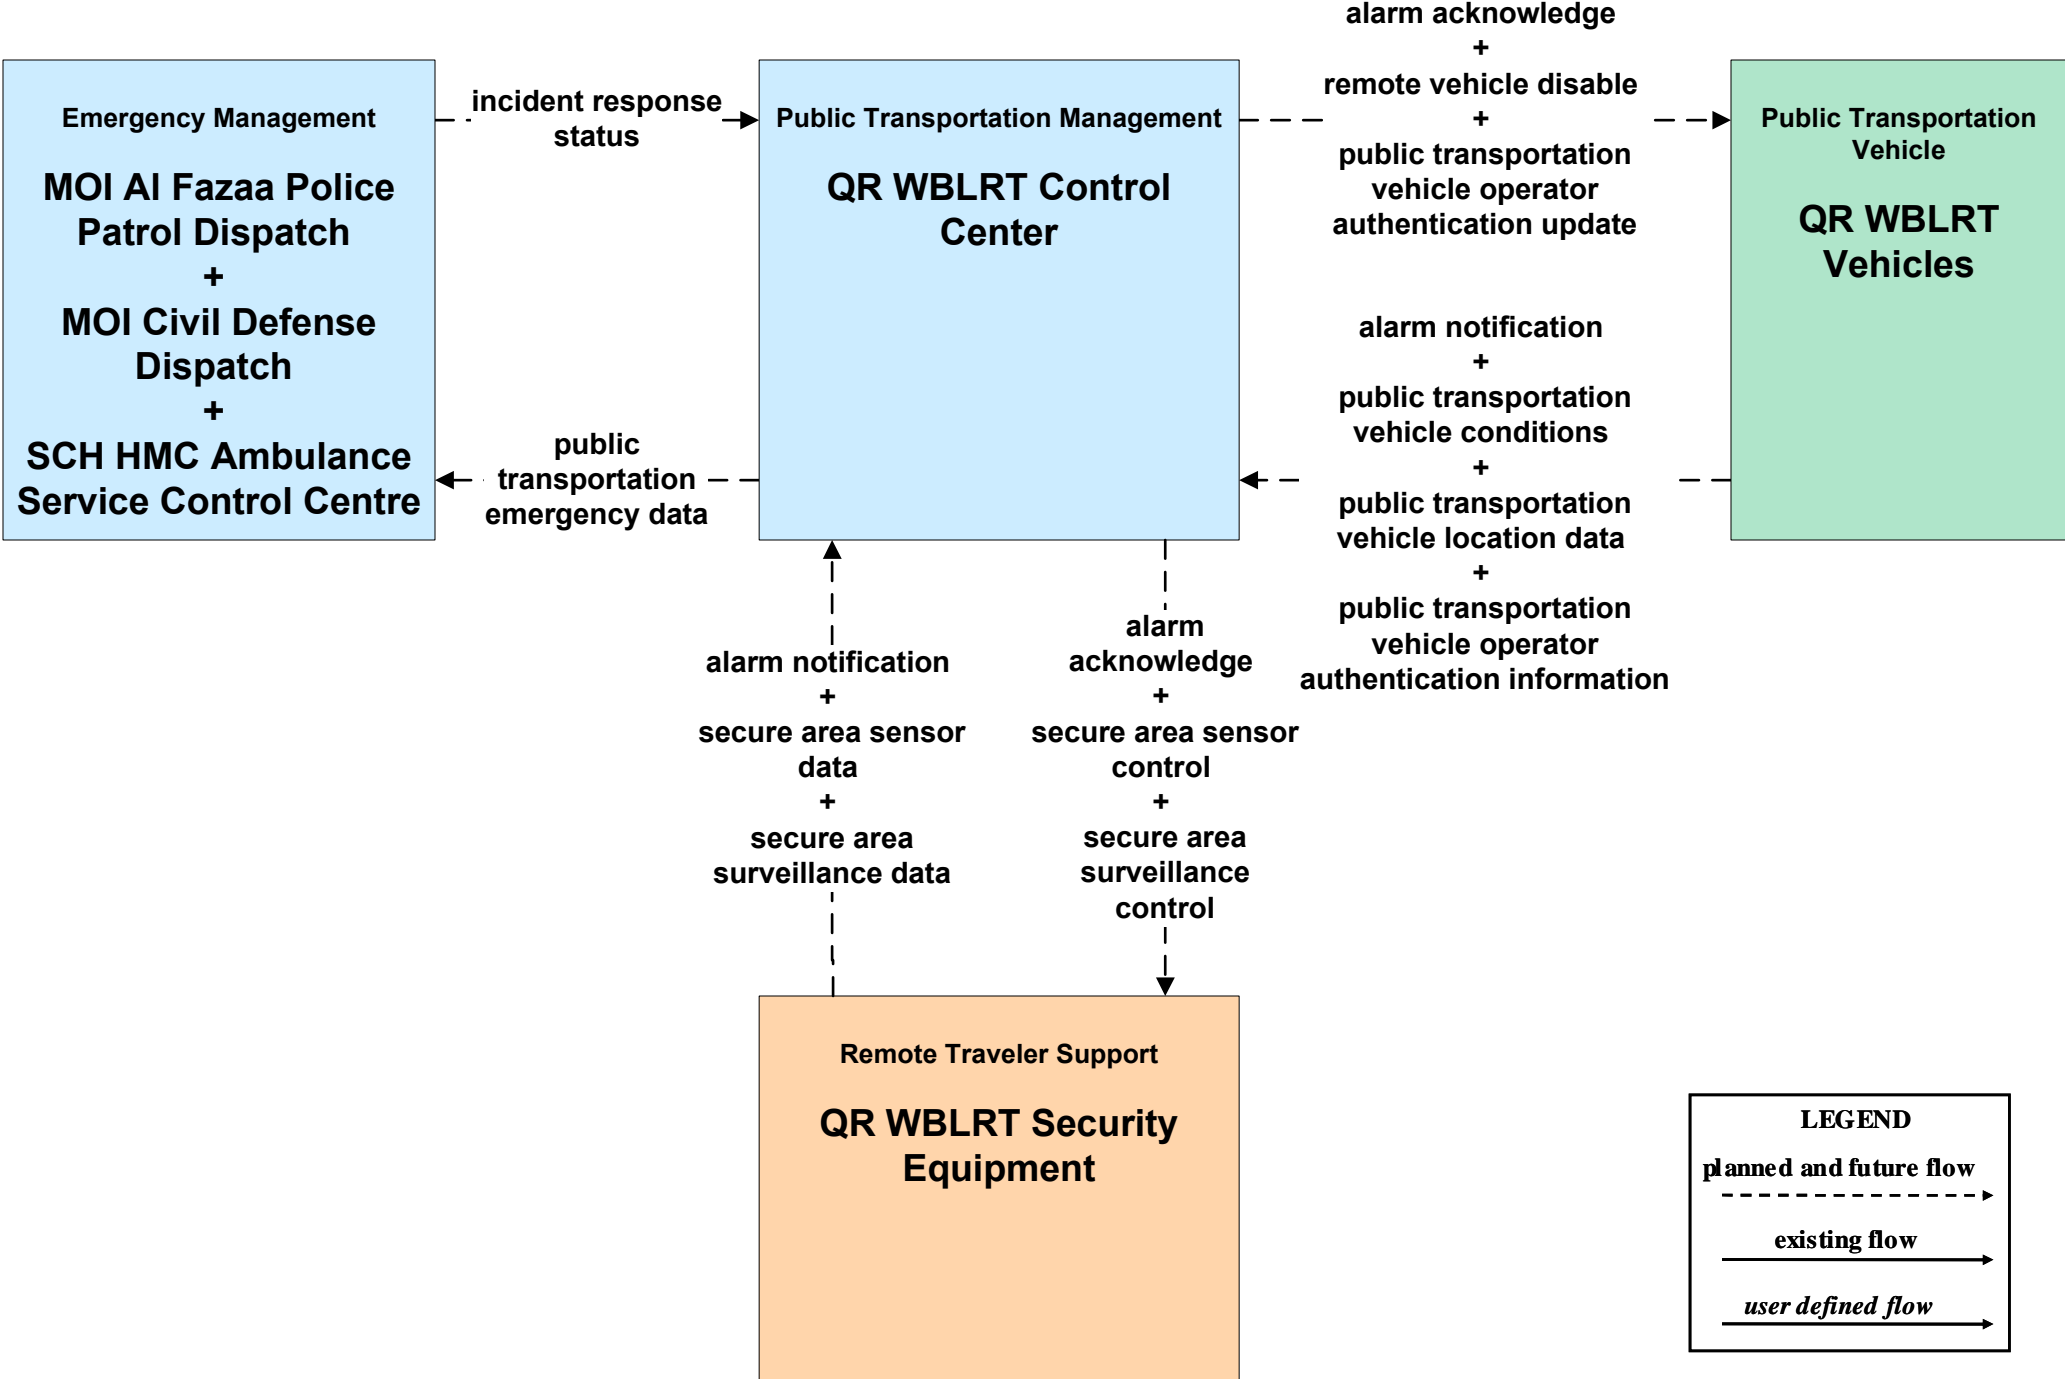 Emergency Management
MOI Al Fazaa Police
Patrol Dispatch
+
MOI Civil Defense
Dispatch
+
SCH HMC Ambulance
Service Control Centre
incident response
status
public
transportation
emergency data
Public Transportation Management
QR WBLRT Control
Center
alarm acknowledge
+
remote vehicle disable
+
public transportation
vehicle operator
authentication update
alarm notification
+
public transportation
vehicle conditions
+
public transportation
vehicle location data
+
public transportation
vehicle operator
authentication information
Public Transportation
Vehicle
QR WBLRT
Vehicles
alarm notification
+
secure area sensor
data
+
secure area
surveillance data
alarm
acknowledge
+
secure area sensor
control
+
secure area
surveillance
control
Remote Traveler Support
QR WBLRT Security
Equipment
LEGEND
planned and future flow
existing flow
user defined flow